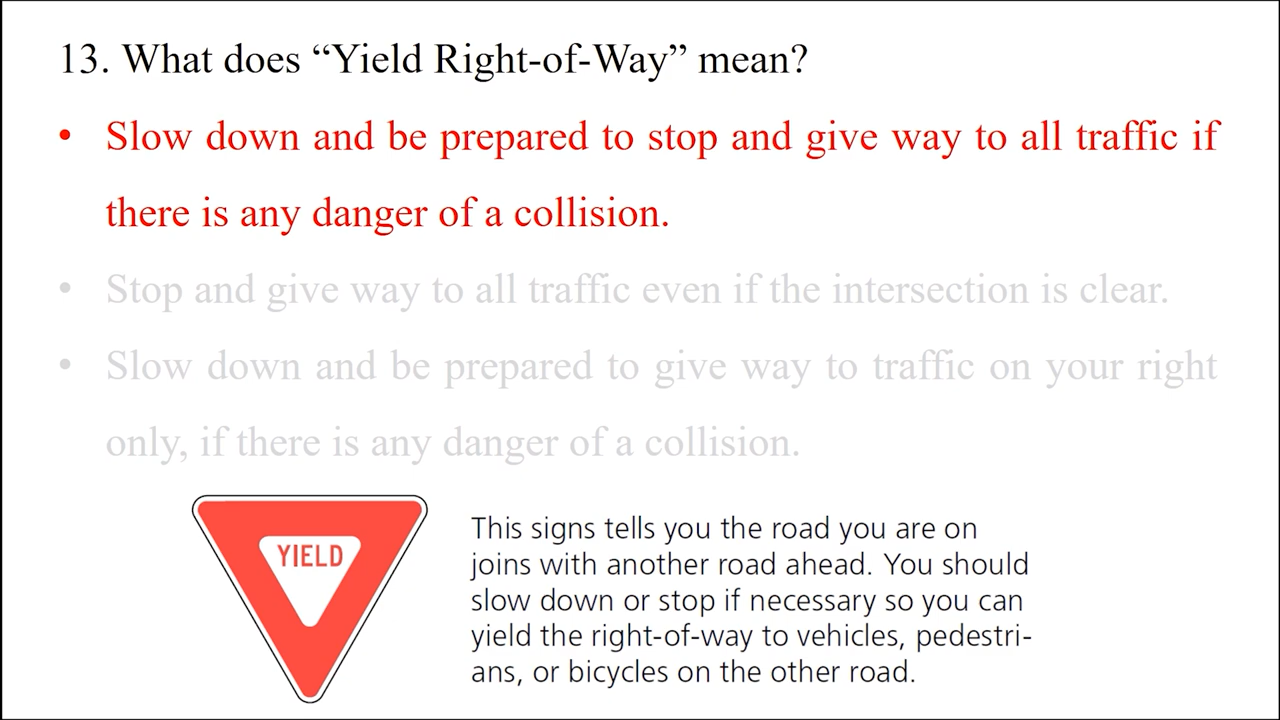 13. What does “Yield Right-of-Way” mean?
• Slow down and be prepared to stop and give way to all traffic if
there is any danger of a collision.
• Stop and give way to all traffic even if the intersection is clear.
• Slow down and be prepared to give way to traffic on your right
only, if there is any danger of a collision.
YIELD
This signs tells you the road you are on
joins with another road ahead. You should
slow down or stop if necessary so you can
yield the right-of-way to vehicles, pedestri-
ans, or bicycles on the other road.